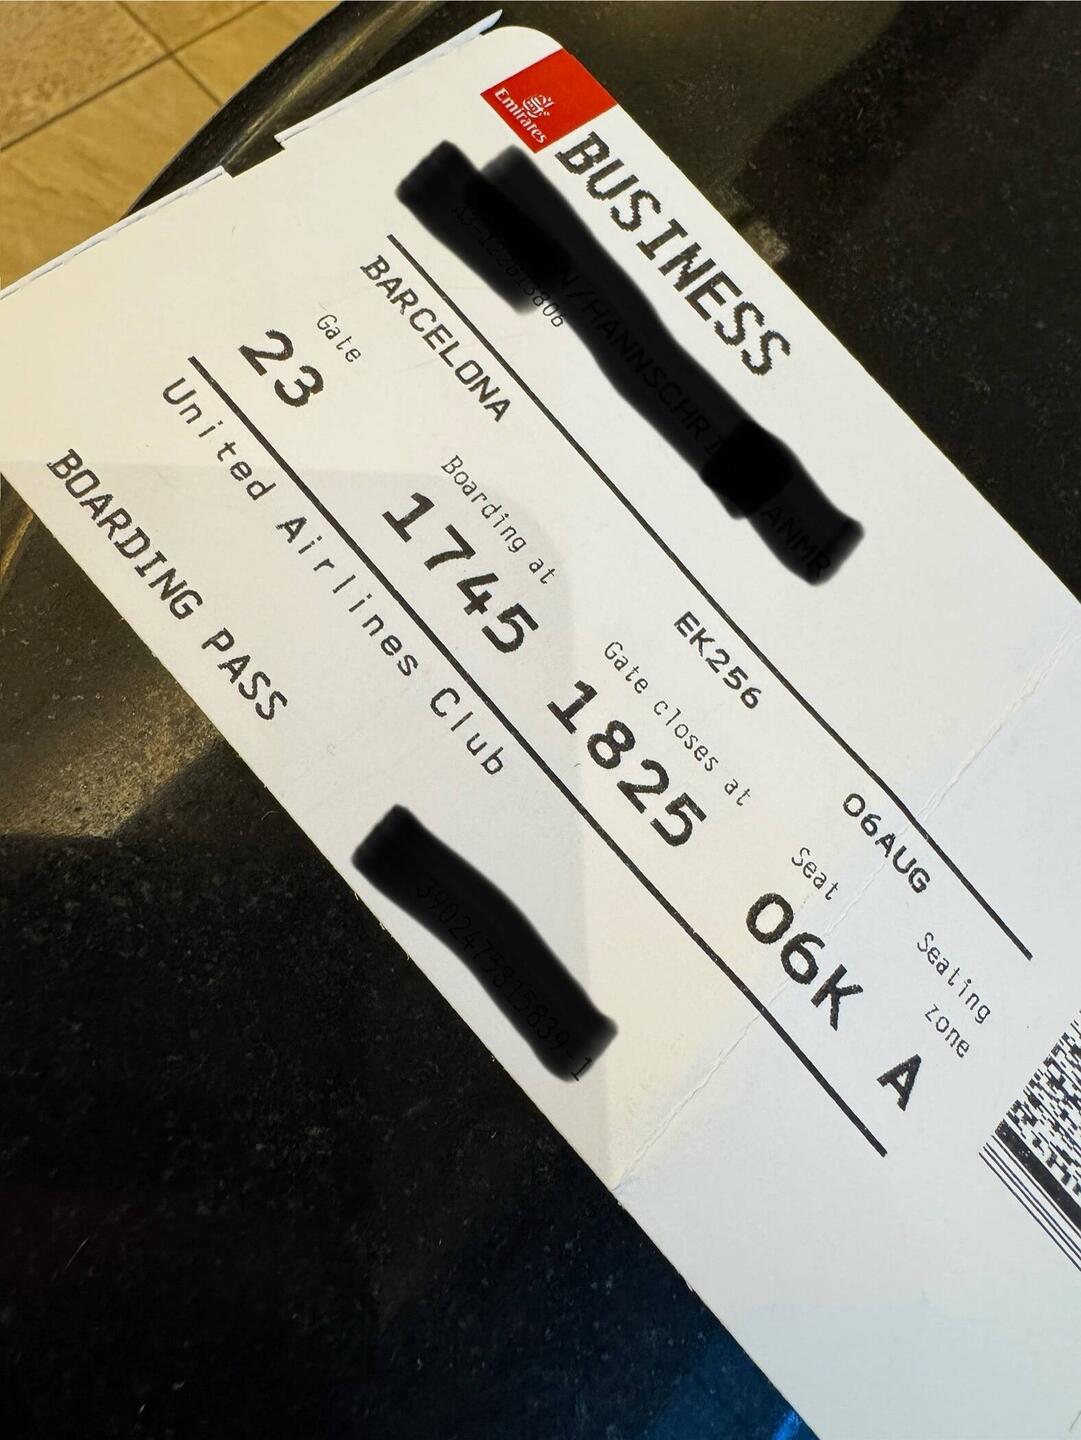 Emirates
BUSINESS
BARCELONA EK256 06AUG
Gate Boarding at Gate closes at Seat Seating zone
23 1745 1825 06K A
United Airlines Club
BOARDING PASS